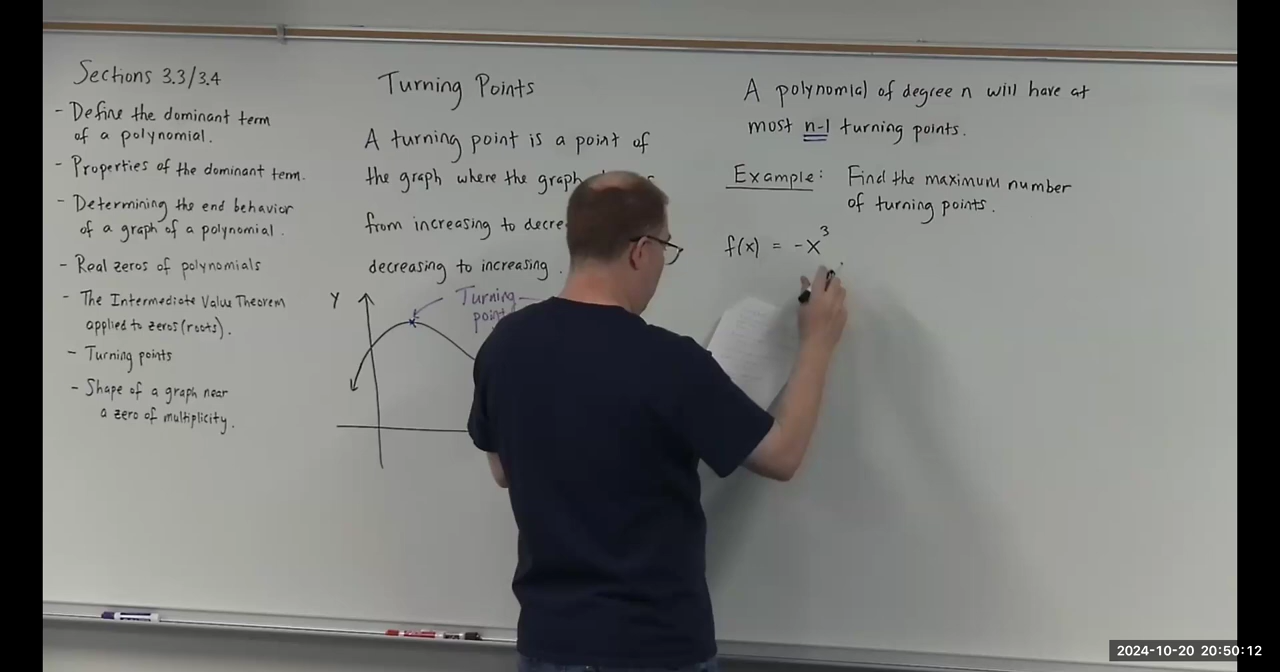 Sections 3.3/3.4
- Define the dominant term
of a polynomial.
- Properties of the dominant term.
- Determining the end behavior
of a graph of a polynomial.
- Real zeros of polynomials
- The Intermediate Value Theorem
applied to zeros (roots).
- Turning points
- Shape of a graph near
a zero of multiplicity.
Turning Points
A turning point is a point of
the graph where the graph
from increasing to
decreasing to increasing.
Y
Turning
A polynomial of degree n will have at
most n-1 turning points.
Example: Find the maximum number
of turning points.
f(x) = -x³
2024-10-20 20:50:12